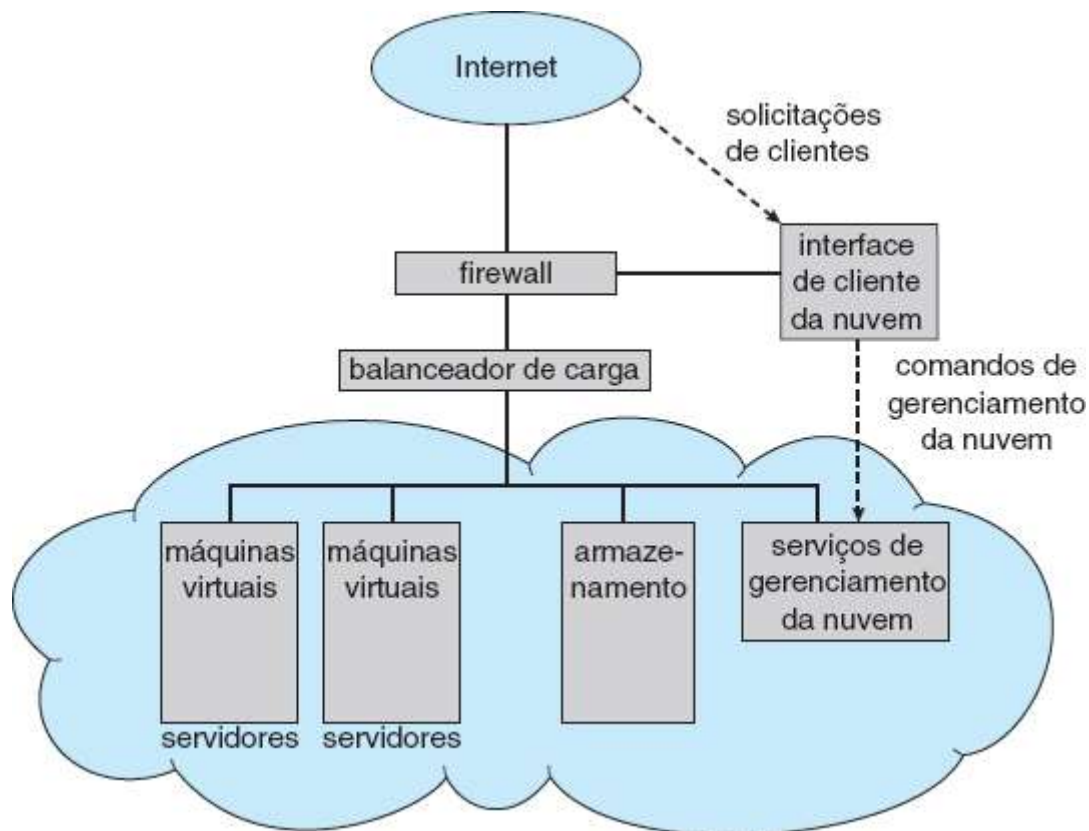 Internet
solicitações
de clientes
interface
de cliente
da nuvem
firewall
balanceador de carga
comandos de
gerenciamento
da nuvem
máquinas
virtuais
servidores
máquinas
virtuais
servidores
armaze-
namento
serviços de
gerenciamento
da nuvem